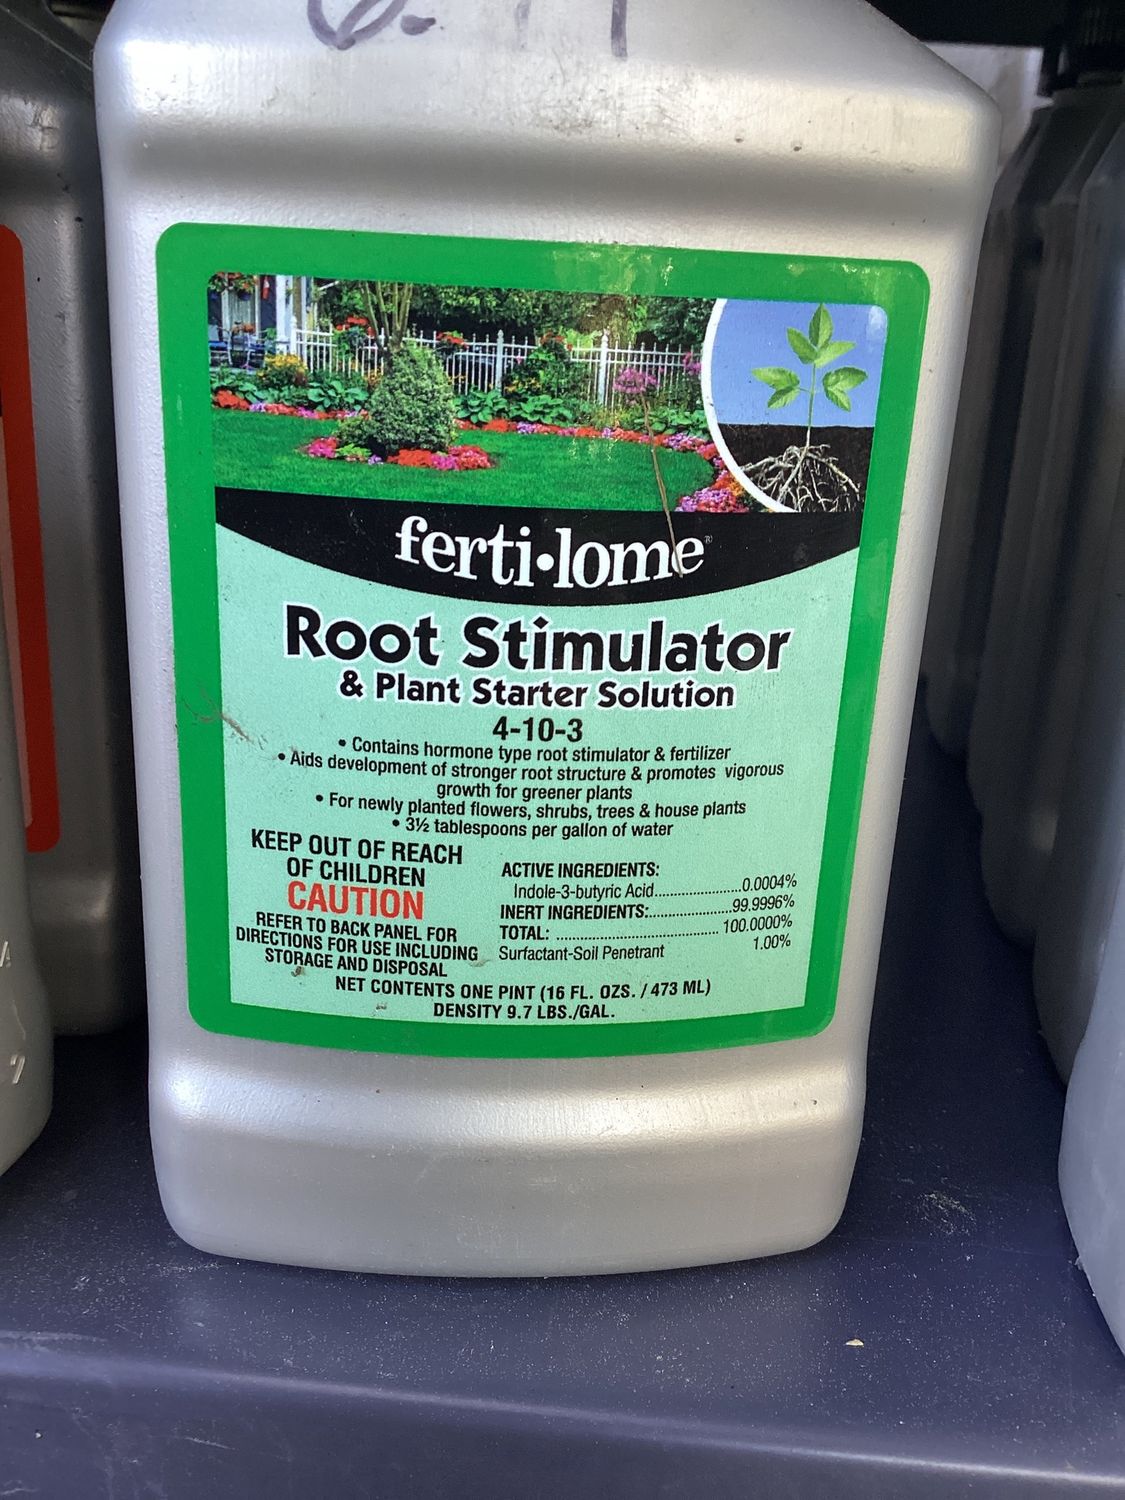 ferti•lome®
Root Stimulator
& Plant Starter Solution
4-10-3
• Contains hormone type root stimulator & fertilizer
• Aids development of stronger root structure & promotes vigorous
growth for greener plants
• For newly planted flowers, shrubs, trees & house plants
• 3½ tablespoons per gallon of water
KEEP OUT OF REACH
OF CHILDREN
CAUTION
REFER TO BACK PANEL FOR
DIRECTIONS FOR USE INCLUDING
STORAGE AND DISPOSAL
ACTIVE INGREDIENTS:
Indole-3-butyric Acid......................0.0004%
INERT INGREDIENTS:.....................99.9996%
TOTAL: ......................................... 100.0000%
Surfactant-Soil Penetrant 1.00%
NET CONTENTS ONE PINT (16 FL. OZS. / 473 ML)
DENSITY 9.7 LBS./GAL.